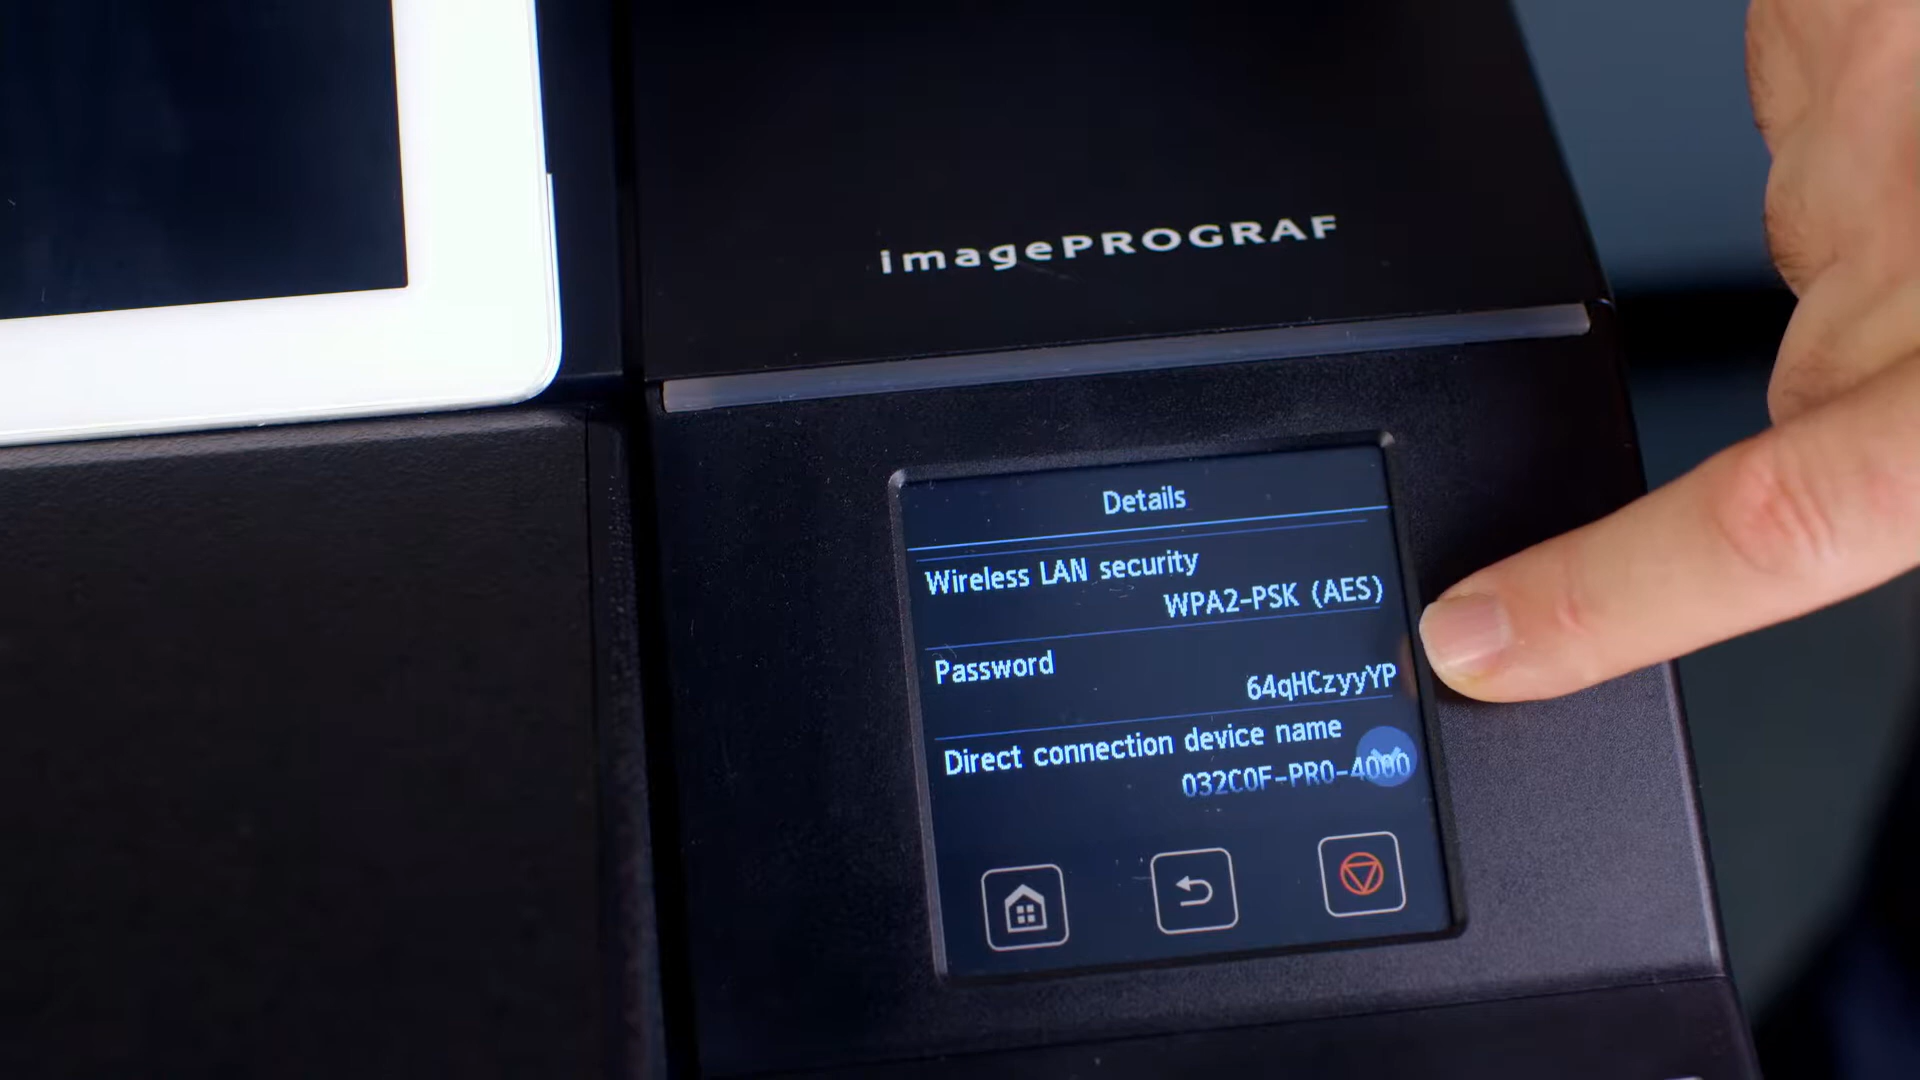 imagePROGRAF
Details
Wireless LAN security
WPA2-PSK (AES)
Password
64qHCzyyYP
Direct connection device name
032C0F-PRO-4000